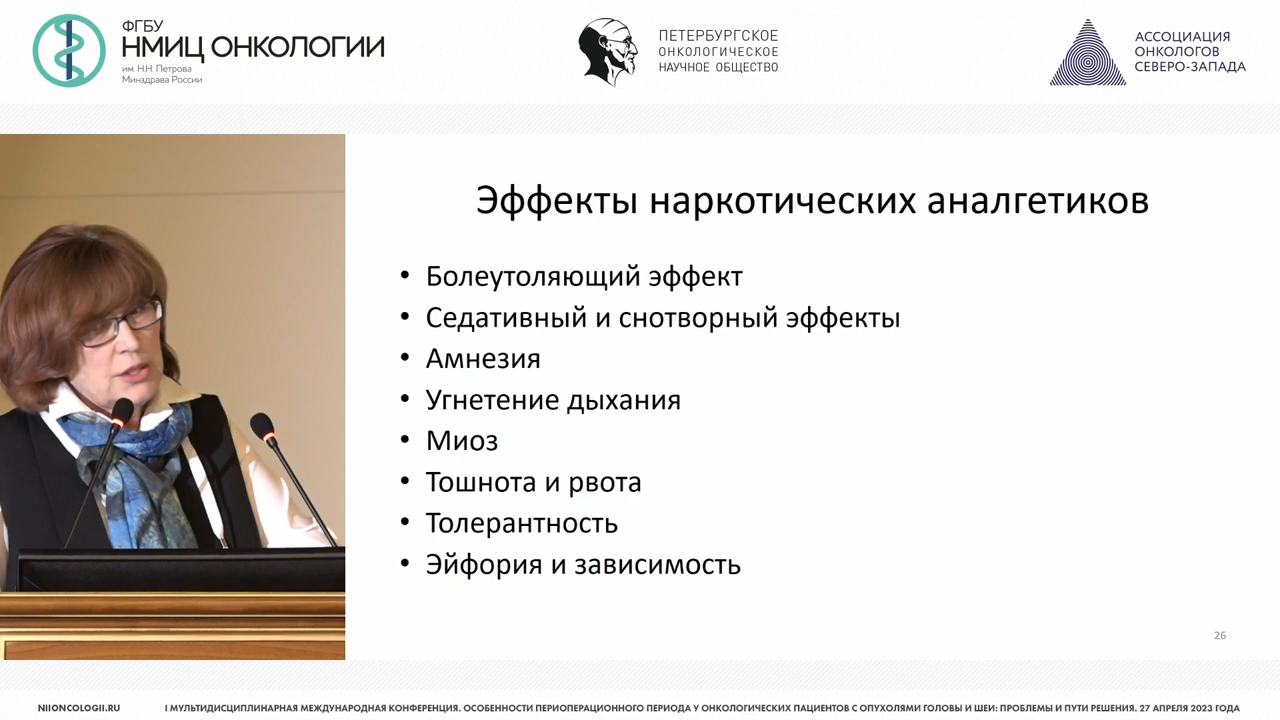 ФГБУ
НМИЦ ОНКОЛОГИИ
им. Н.Н. Петрова
Минздрава России
ПЕТЕРБУРГСКОЕ
ОНКОЛОГИЧЕСКОЕ
НАУЧНОЕ ОБЩЕСТВО
АССОЦИАЦИЯ
ОНКОЛОГОВ
СЕВЕРО-ЗАПАДА
Эффекты наркотических аналгетиков
• Болеутоляющий эффект
• Седативный и снотворный эффекты
• Амнезия
• Угнетение дыхания
• Миоз
• Тошнота и рвота
• Толерантность
• Эйфория и зависимость
26
NIIONCOLOGII.RU
I МУЛЬТИДИСЦИПЛИНАРНАЯ МЕЖДУНАРОДНАЯ КОНФЕРЕНЦИЯ. ОСОБЕННОСТИ ПЕРИОПЕРАЦИОННОГО ПЕРИОДА У ОНКОЛОГИЧЕСКИХ ПАЦИЕНТОВ С ОПУХОЛЯМИ ГОЛОВЫ И ШЕИ: ПРОБЛЕМЫ И ПУТИ РЕШЕНИЯ. 27 АПРЕЛЯ 2023 ГОДА